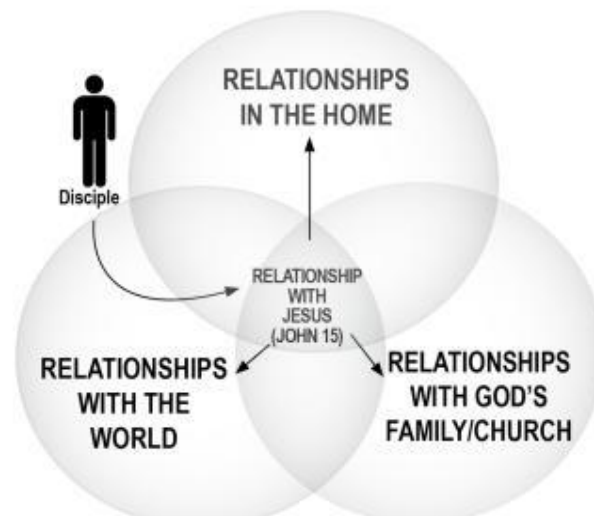 RELATIONSHIPS
IN THE HOME
Disciple
RELATIONSHIP
WITH
JESUS
(JOHN 15)
RELATIONSHIPS
WITH THE
WORLD
RELATIONSHIPS
WITH GOD'S
FAMILY/CHURCH